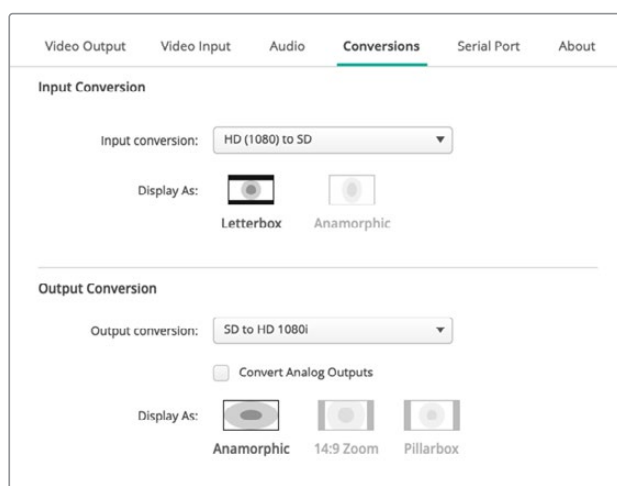 Video Output Video Input Audio Conversions Serial Port About
Input Conversion
Input conversion: HD (1080) to SD
Display As:
Letterbox Anamorphic
Output Conversion
Output conversion: SD to HD 1080i
Convert Analog Outputs
Display As:
Anamorphic 14:9 Zoom Pillarbox